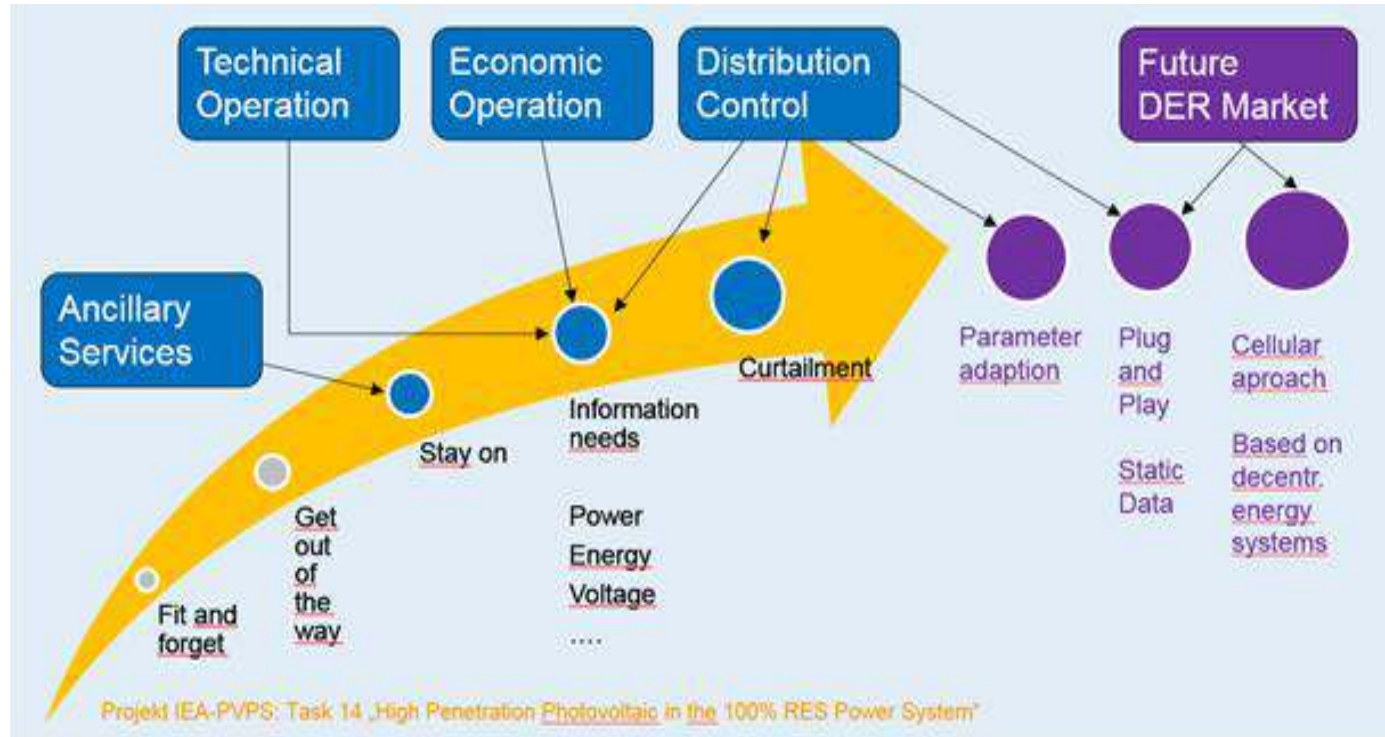 Technical
Operation
Economic
Operation
Distribution
Control
Future
DER Market
Ancillary
Services
Fit and
forget
Get
out
of
the
way
Stay on
Information
needs
Power
Energy
Voltage
....
Curtailment
Parameter
adaption
Plug
and
Play
Static
Data
Cellular
aproach
Based on
decentr.
energy
systems
Projekt IEA-PVPS: Task 14 „High Penetration Photovoltaic in the 100% RES Power System“